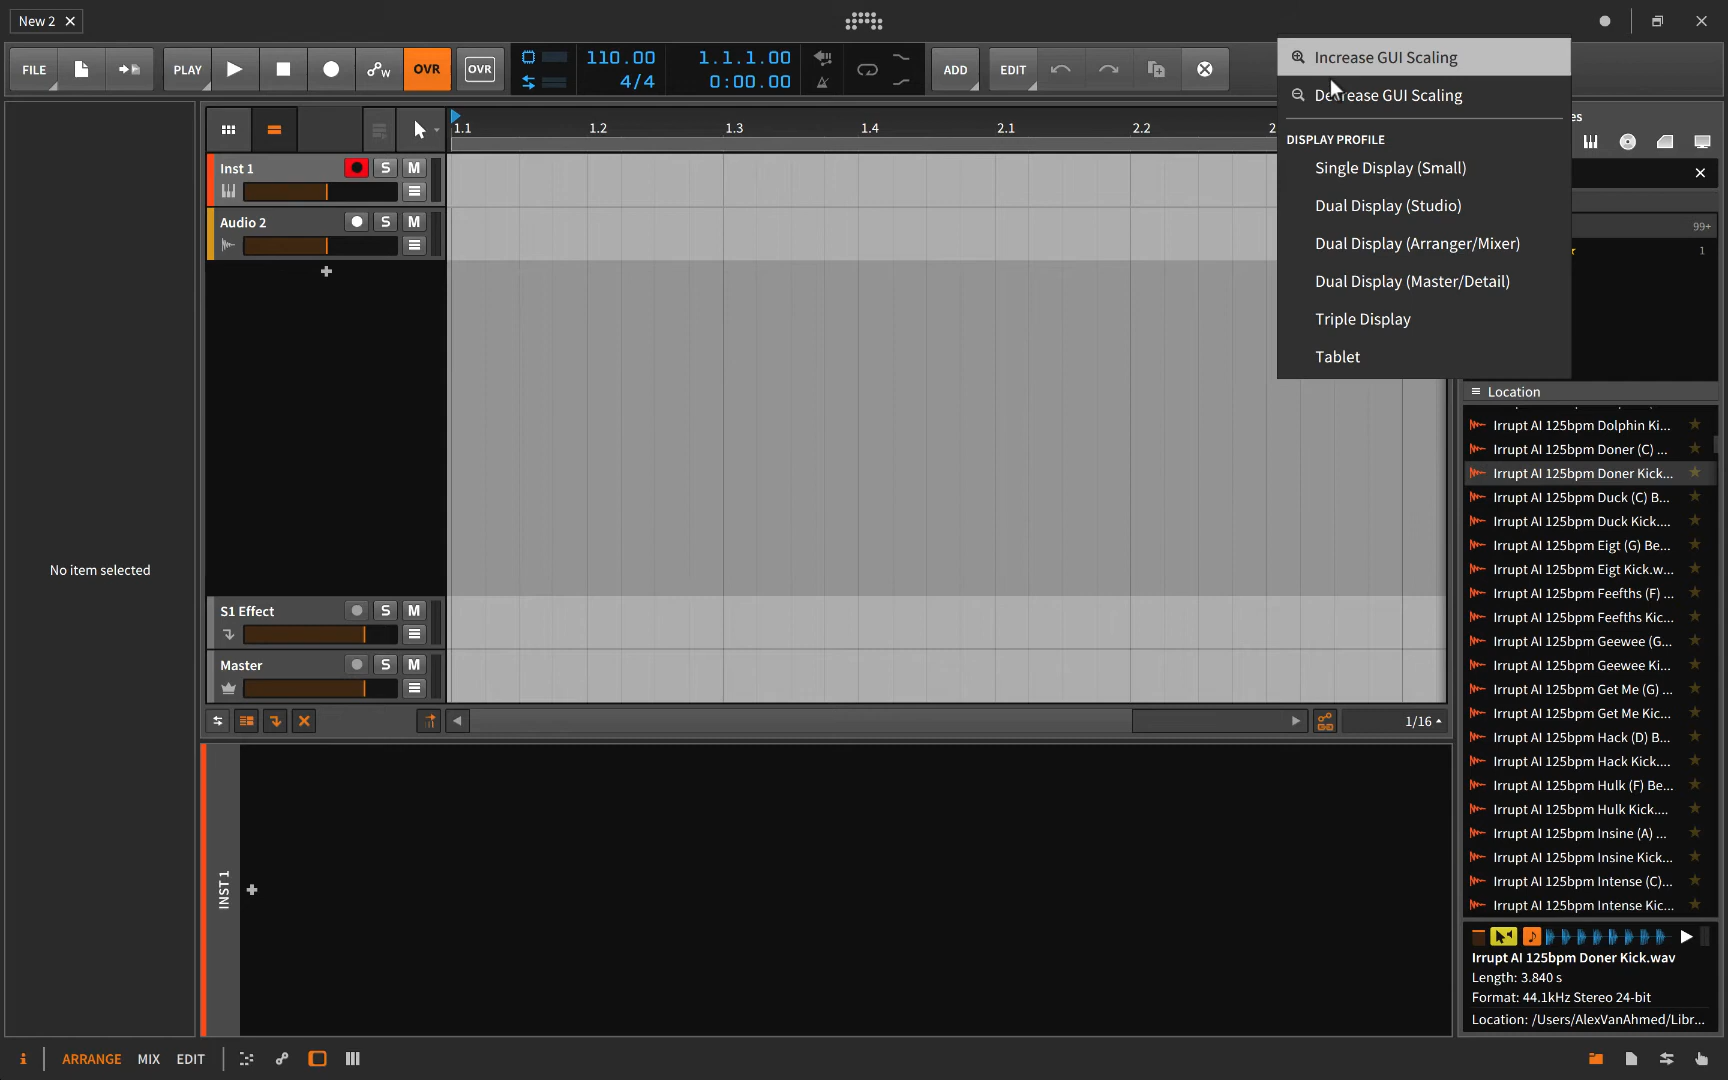 New 2
FILE
PLAY
OVR
OVR
110.00
4/4
1.1.1.00
0:00.00
ADD
EDIT
Increase GUI Scaling
Decrease GUI Scaling
DISPLAY PROFILE
Single Display (Small)
Dual Display (Studio)
Dual Display (Arranger/Mixer)
Dual Display (Master/Detail)
Triple Display
Tablet
es
99+
1
1.1
1.2
1.3
1.4
2.1
2.2
2
Inst 1
S
M
Audio 2
S
M
S1 Effect
S
M
Master
S
M
1/16
No item selected
INST 1
Location
Irrupt AI 125bpm Dolphin Ki...
Irrupt AI 125bpm Doner (C) ...
Irrupt AI 125bpm Doner Kick...
Irrupt AI 125bpm Duck (C) B...
Irrupt AI 125bpm Duck Kick....
Irrupt AI 125bpm Eigt (G) Be...
Irrupt AI 125bpm Eigt Kick.w...
Irrupt AI 125bpm Feefths (F) ...
Irrupt AI 125bpm Feefths Kic...
Irrupt AI 125bpm Geewee (G...
Irrupt AI 125bpm Geewee Ki...
Irrupt AI 125bpm Get Me (G) ...
Irrupt AI 125bpm Get Me Kic...
Irrupt AI 125bpm Hack (D) B...
Irrupt AI 125bpm Hack Kick....
Irrupt AI 125bpm Hulk (F) Be...
Irrupt AI 125bpm Hulk Kick....
Irrupt AI 125bpm Insine (A) ...
Irrupt AI 125bpm Insine Kick...
Irrupt AI 125bpm Intense (C)...
Irrupt AI 125bpm Intense Kic...
Irrupt AI 125bpm Doner Kick.wav
Length: 3.840 s
Format: 44.1kHz Stereo 24-bit
Location: /Users/AlexVanAhmed/Libr...
i
ARRANGE
MIX
EDIT